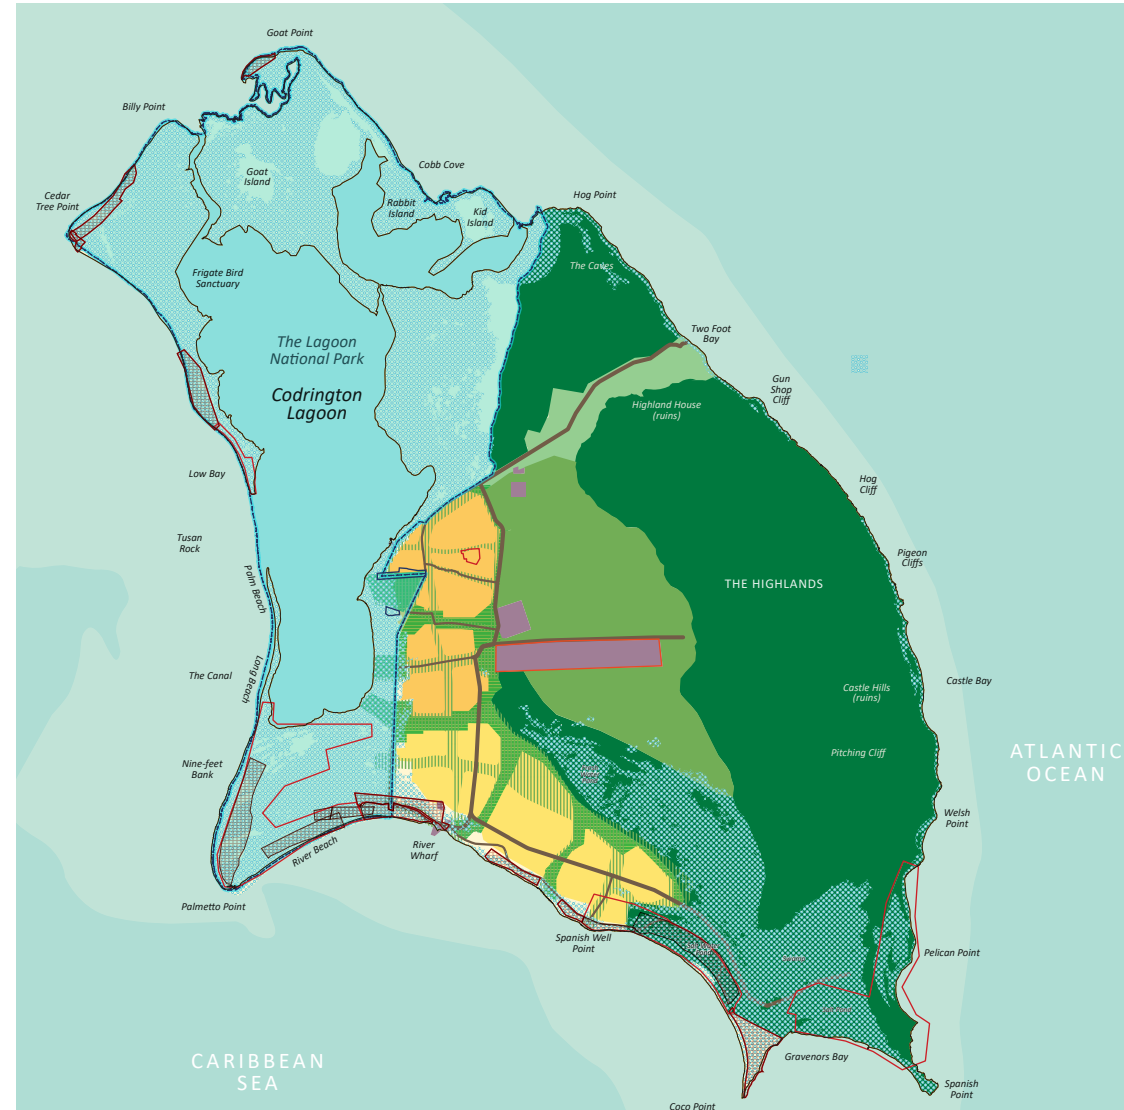 Goat Point
Billy Point
Cobb Cove
Goat
Island
Cedar
Tree Point
Rabbit
Island
Kid
Island
Hog Point
The Caves
Frigate Bird
Sanctuary
The Lagoon
National Park
Codrington
Lagoon
Two Foot
Bay
Gun
Shop
Cliff
Highland House
(ruins)
Low Bay
Hog
Cliff
Tusan
Rock
Pigeon
Cliffs
Palm Beach
THE HIGHLANDS
The Canal
Long Beach
Castle Bay
Castle Hills
(ruins)
Pitching Cliff
ATLANTIC
OCEAN
Nine-feet
Bank
Welsh
Point
River Beach
River
Wharf
Palmetto Point
Spanish Well
Point
Pelican Point
Swamp
Gravenors Bay
CARIBBEAN
SEA
Spanish
Point
Coco Point